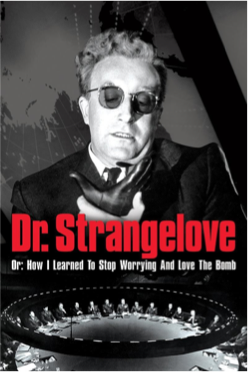 Dr. Strangelove
Or: How I Learned To Stop Worrying And Love The Bomb